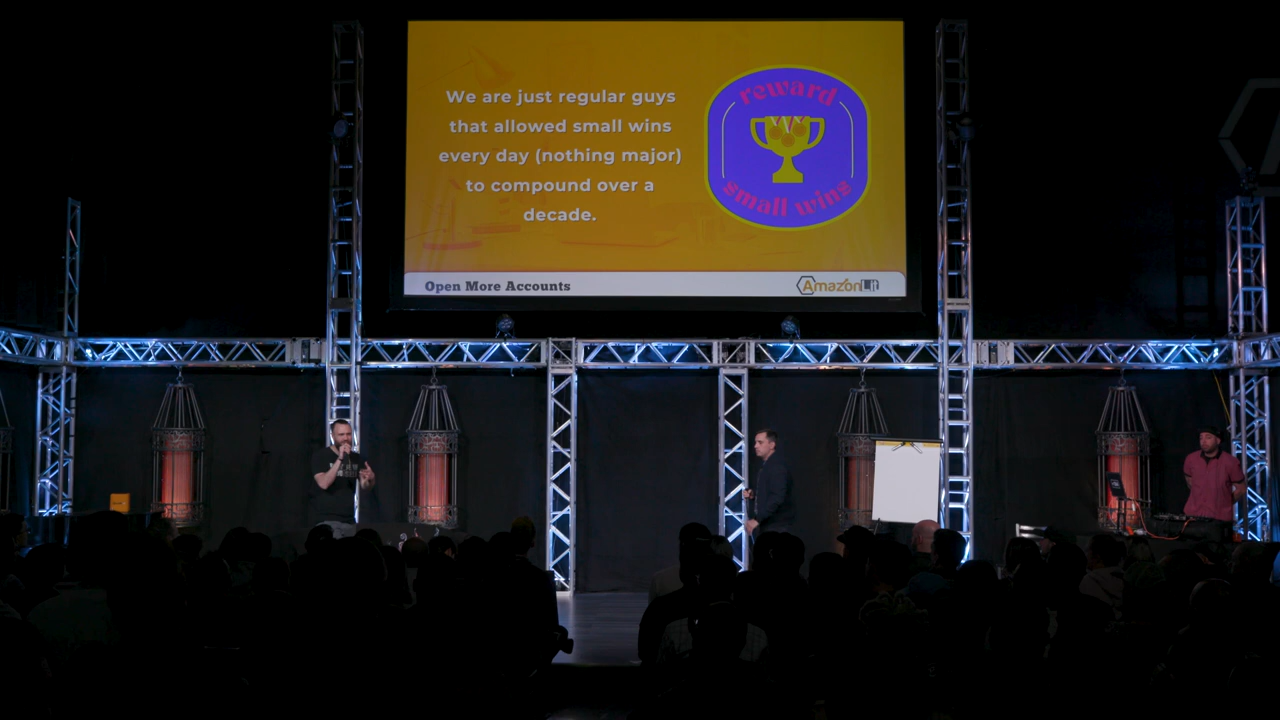 We are just regular guys
that allowed small wins
every day (nothing major)
to compound over a
decade.
reward
small wins
Open More Accounts
AmazonLit